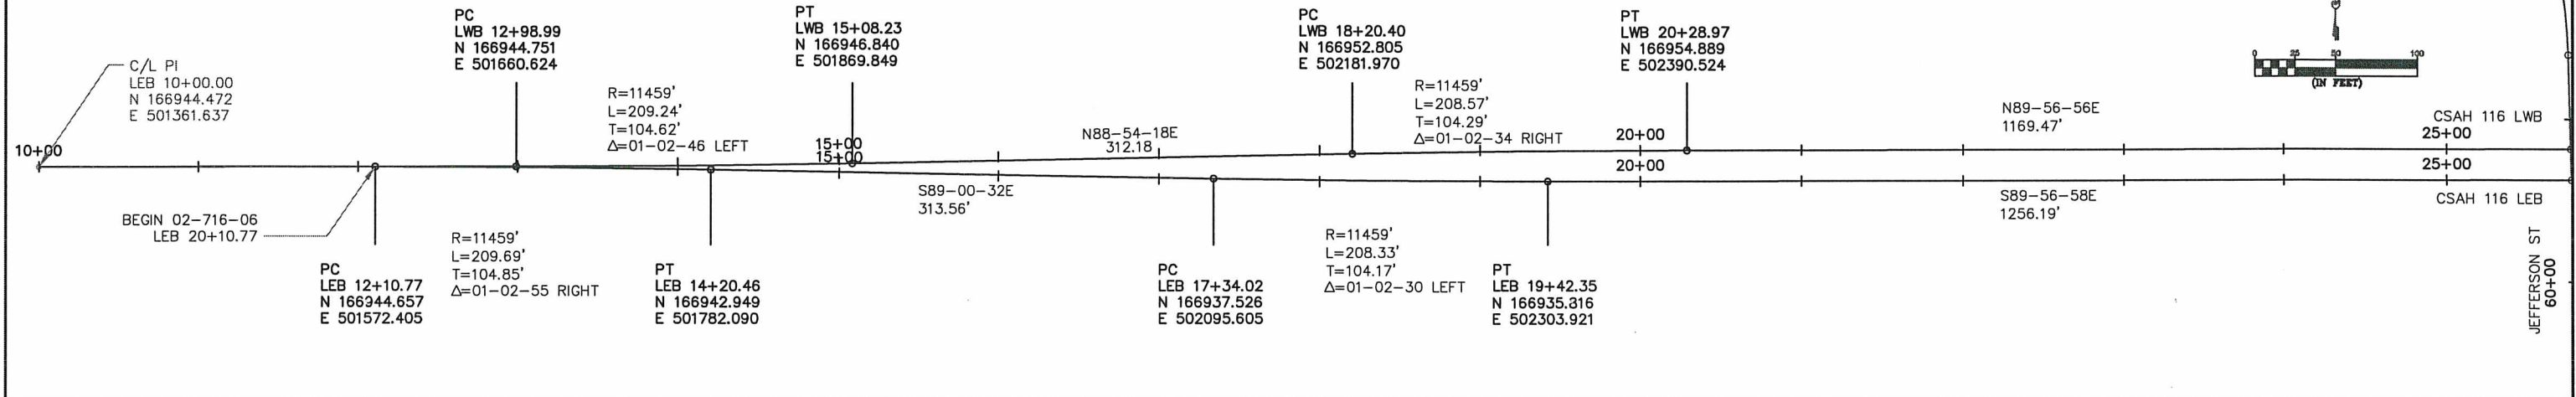 PC
LWB 12+98.99
N 166944.751
E 501660.624
PT
LWB 15+08.23
N 166946.840
E 501869.849
PC
LWB 18+20.40
N 166952.805
E 502181.970
PT
LWB 20+28.97
N 166954.889
E 502390.524
C/L PI
LEB 10+00.00
N 166944.472
E 501361.637
R=11459'
L=209.24'
T=104.62'
Δ=01-02-46 LEFT
R=11459'
L=208.57'
T=104.29'
Δ=01-02-34 RIGHT
0 25 50 100
(IN FEET)
N88-54-18E
312.18
N89-56-56E
1169.47'
CSAH 116 LWB
10+00
15+00
15+00
20+00
20+00
25+00
25+00
S89-00-32E
313.56'
S89-56-58E
1256.19'
CSAH 116 LEB
BEGIN 02-716-06
LEB 20+10.77
R=11459'
L=209.69'
T=104.85'
Δ=01-02-55 RIGHT
R=11459'
L=208.33'
T=104.17'
Δ=01-02-30 LEFT
PC
LEB 12+10.77
N 166944.657
E 501572.405
PT
LEB 14+20.46
N 166942.949
E 501782.090
PC
LEB 17+34.02
N 166937.526
E 502095.605
PT
LEB 19+42.35
N 166935.316
E 502303.921
JEFFERSON ST
60+00